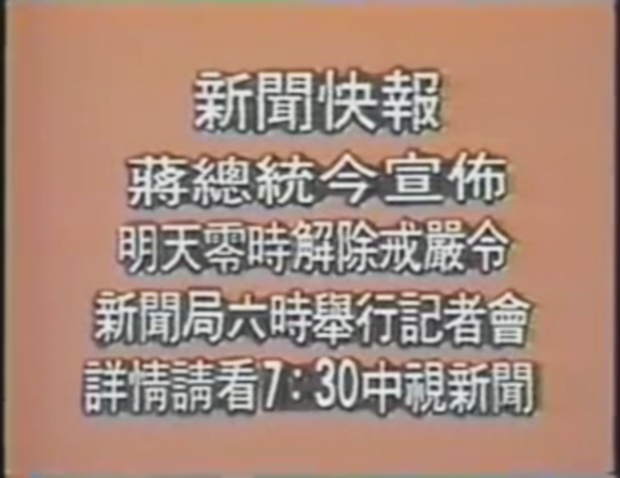 新聞快報
蔣總統今宣佈
明天零時解除戒嚴令
新聞局六時舉行記者會
詳情請看7:30中視新聞